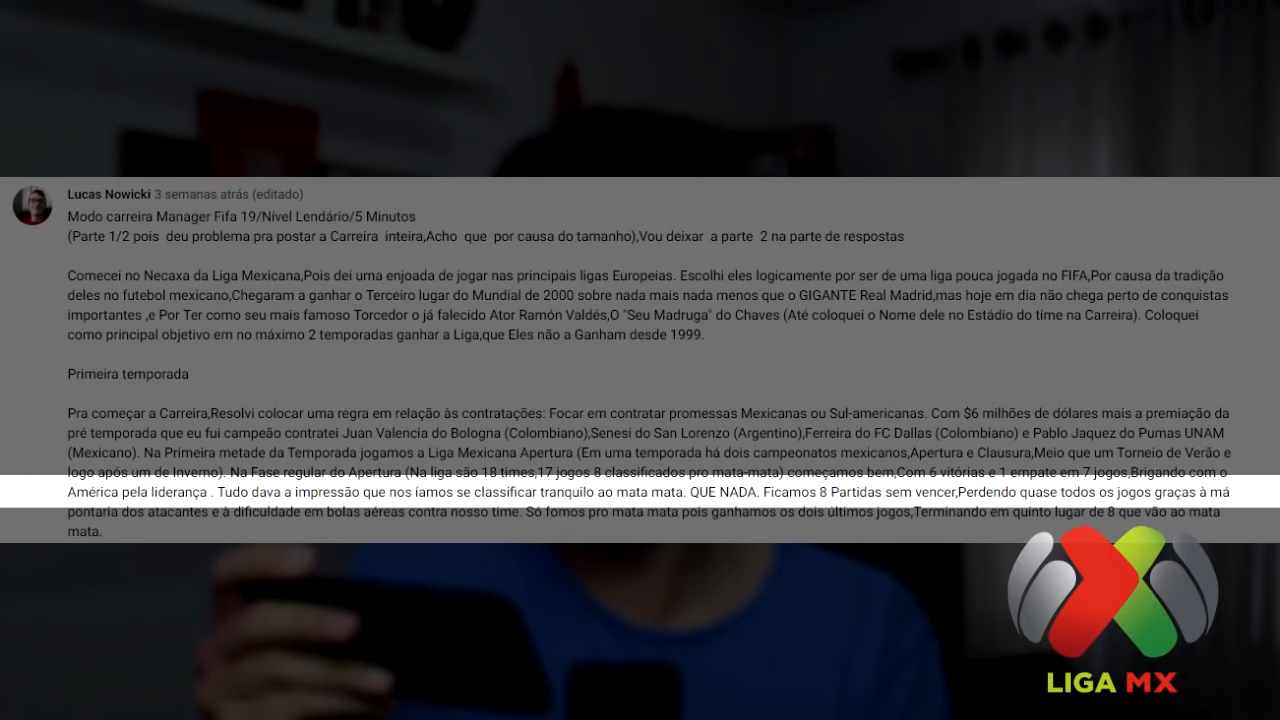 Lucas Nowicki 3 semanas atrás (editado)
Modo carreira Manager Fifa 19/Nível Lendário/5 Minutos
(Parte 1/2 pois deu problema pra postar a Carreira inteira,Acho que por causa do tamanho),Vou deixar a parte 2 na parte de respostas
Comecei no Necaxa da Liga Mexicana,Pois dei uma enjoada de jogar nas principais ligas Europeias. Escolhi eles logicamente por ser de uma liga pouca jogada no FIFA,Por causa da tradição
deles no futebol mexicano,Chegaram a ganhar o Terceiro lugar do Mundial de 2000 sobre nada mais nada menos que o GIGANTE Real Madrid,mas hoje em dia não chega perto de conquistas
importantes ,e Por Ter como seu mais famoso Torcedor o já falecido Ator Ramón Valdés,O "Seu Madruga" do Chaves (Até coloquei o Nome dele no Estádio do time na Carreira). Coloquei
como principal objetivo em no máximo 2 temporadas ganhar a Liga,que Eles não a Ganham desde 1999.
Primeira temporada
Pra começar a Carreira,Resolvi colocar uma regra em relação às contratações: Focar em contratar promessas Mexicanas ou Sul-americanas. Com $6 milhões de dólares mais a premiação da
pré temporada que eu fui campeão contratei Juan Valencia do Bologna (Colombiano),Senesi do San Lorenzo (Argentino),Ferreira do FC Dallas (Colombiano) e Pablo Jaquez do Pumas UNAM
(Mexicano). Na Primeira metade da Temporada jogamos a Liga Mexicana Apertura (Em uma temporada há dois campeonatos mexicanos,Apertura e Clausura,Meio que um Torneio de Verão e
logo após um de Inverno). Na Fase regular do Apertura (Na liga são 18 times,17 jogos 8 classificados pro mata-mata) começamos bem,Com 6 vitórias e 1 empate em 7 jogos,Brigando com o
América pela liderança . Tudo dava a impressão que nos íamos se classificar tranquilo ao mata mata. QUE NADA. Ficamos 8 Partidas sem vencer,Perdendo quase todos os jogos graças à má
pontaria dos atacantes e à dificuldade em bolas aéreas contra nosso time. Só fomos pro mata mata pois ganhamos os dois últimos jogos,Terminando em quinto lugar de 8 que vão ao mata
mata.
LIGA MX